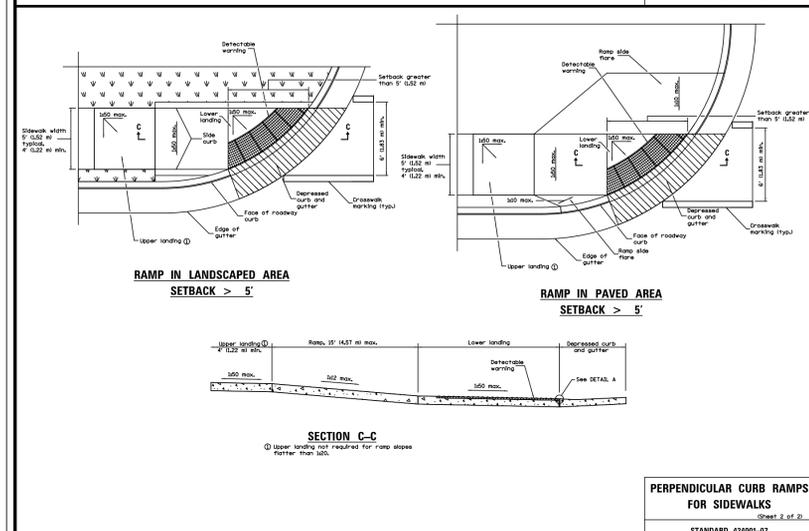 Detectable
warning
Setback greater
than 5' (1.52 m)
Sidewalk width
5' (1.52 m)
typical,
4' (1.22 m) min.
1:50 max.
C
1:50 max.
Side
curb
Lower
landing
1:50 max.
C
6' (1.83 m) min.
Depressed
curb and
gutter
Crosswalk
marking (typ.)
Face of roadway
curb
Edge of
gutter
Upper landing ①
RAMP IN LANDSCAPED AREA
SETBACK > 5'
Ramp side
flare
Detectable
warning
1:10 max.
Setback greater
than 5' (1.52 m)
Sidewalk width
5' (1.52 m)
typical,
4' (1.22 m) min.
1:50 max.
1:50 max.
C
Lower
landing
1:50 max.
C
6' (1.83 m) min.
1:10 max.
Depressed
curb and
gutter
Crosswalk
marking (typ.)
Face of roadway
curb
Ramp side
flare
Edge of
gutter
Upper landing ①
RAMP IN PAVED AREA
SETBACK > 5'
Upper landing ①
4' (1.22 m) min.
Ramp, 15' (4.57 m) max.
Lower landing
Depressed curb
and gutter
1:50 max.
1:12 max.
1:50 max.
Detectable
warning
See DETAIL A
SECTION C-C
① Upper landing not required for ramp slopes
flatter than 1:20.
PERPENDICULAR CURB RAMPS
FOR SIDEWALKS
(Sheet 2 of 2)
STANDARD 424001-07